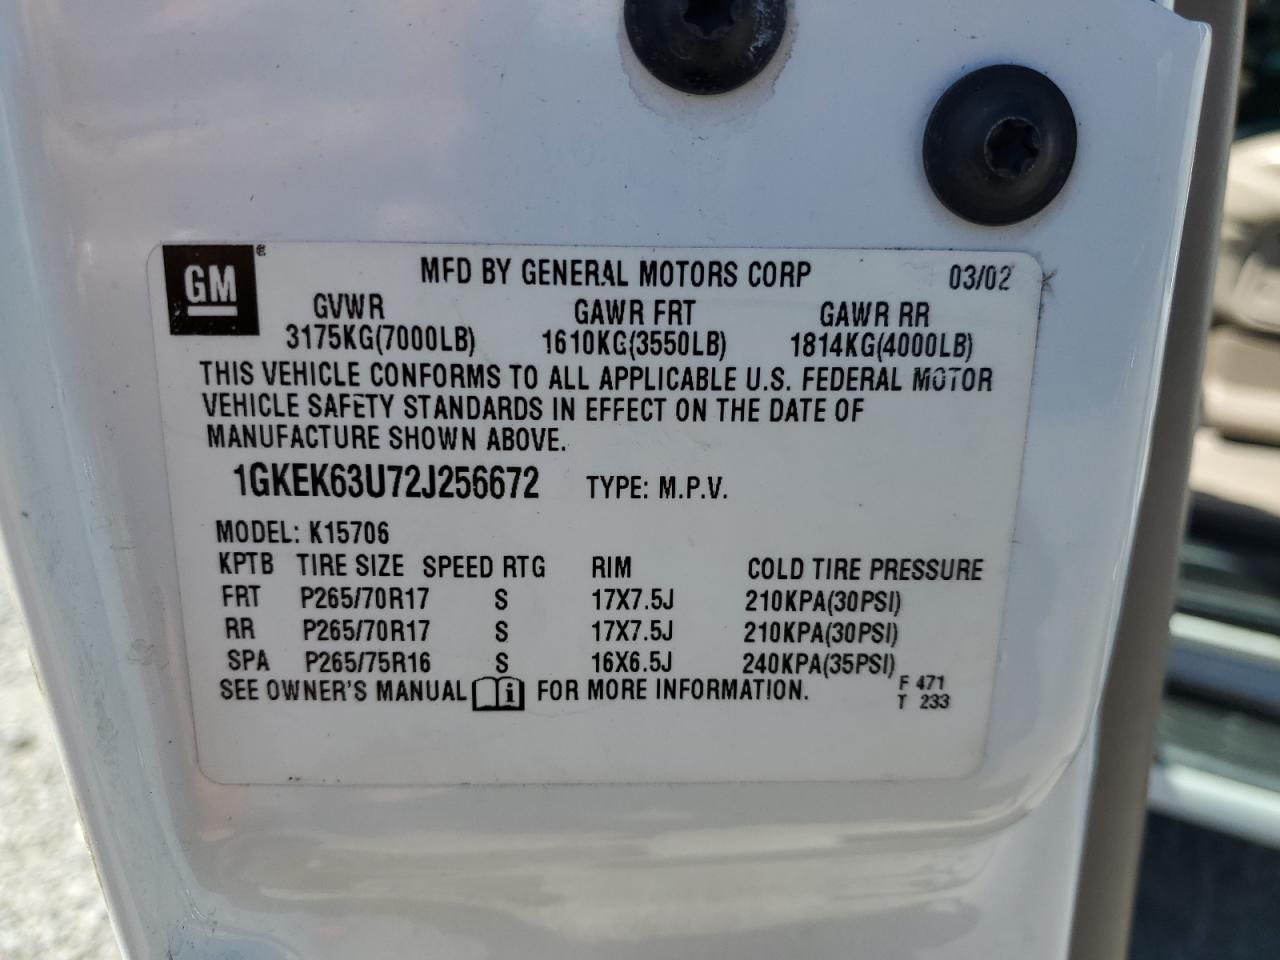 GM ®
MFD BY GENERAL MOTORS CORP 03/02
GVWR GAWR FRT GAWR RR
3175KG(7000LB) 1610KG(3550LB) 1814KG(4000LB)
THIS VEHICLE CONFORMS TO ALL APPLICABLE U.S. FEDERAL MOTOR
VEHICLE SAFETY STANDARDS IN EFFECT ON THE DATE OF
MANUFACTURE SHOWN ABOVE.
1GKEK63U72J256672 TYPE: M.P.V.
MODEL: K15706
KPTB TIRE SIZE SPEED RTG RIM COLD TIRE PRESSURE
FRT P265/70R17 S 17X7.5J 210KPA(30PSI)
RR P265/70R17 S 17X7.5J 210KPA(30PSI)
SPA P265/75R16 S 16X6.5J 240KPA(35PSI)
SEE OWNER'S MANUAL i FOR MORE INFORMATION.
F 471
T 233